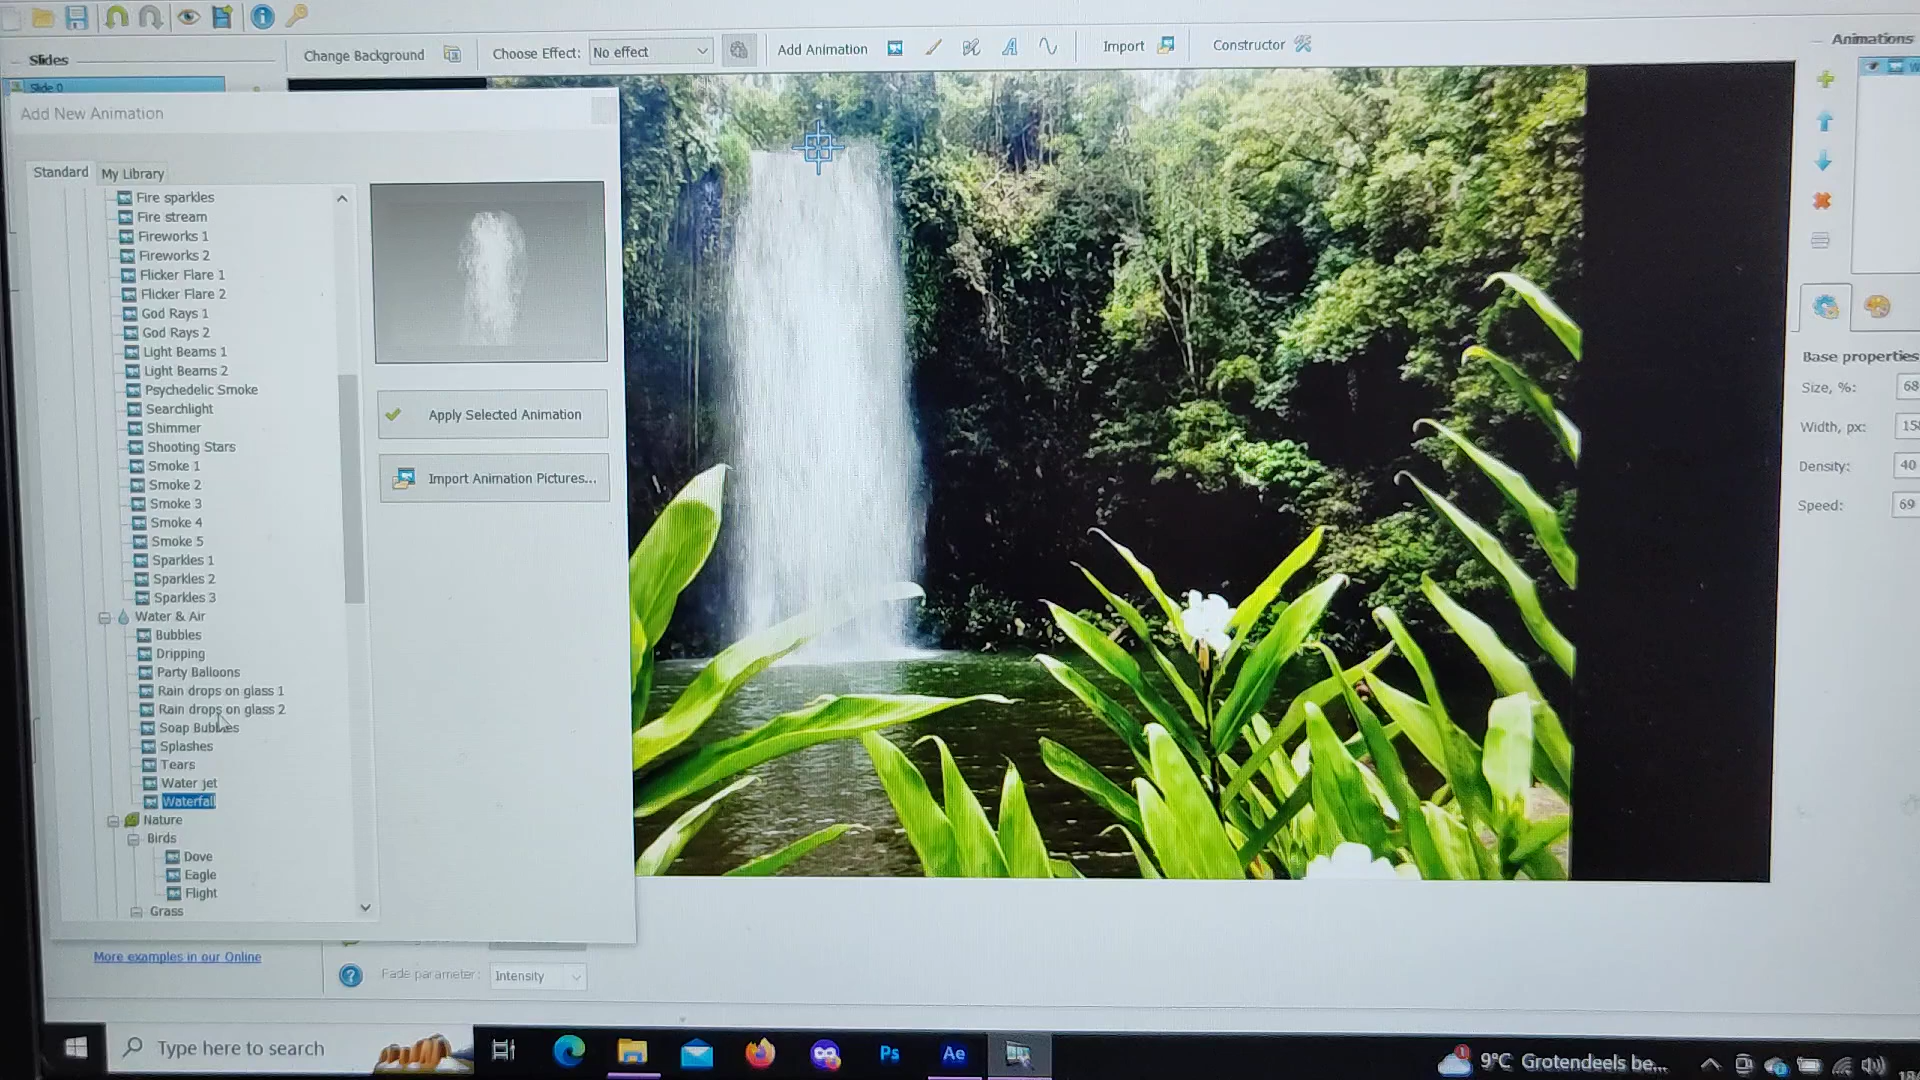 Slides
Change Background
Choose Effect:
No effect
Add Animation
Import
Constructor
Animations
Slide 0
Add New Animation
Standard
My Library
Fire sparkles
Fire stream
Fireworks 1
Fireworks 2
Flicker Flare 1
Flicker Flare 2
God Rays 1
God Rays 2
Light Beams 1
Light Beams 2
Psychedelic Smoke
Searchlight
Shimmer
Shooting Stars
Smoke 1
Smoke 2
Smoke 3
Smoke 4
Smoke 5
Sparkles 1
Sparkles 2
Sparkles 3
Water & Air
Bubbles
Dripping
Party Balloons
Rain drops on glass 1
Rain drops on glass 2
Soap Bubbles
Splashes
Tears
Water jet
Waterfall
Nature
Birds
Dove
Eagle
Flight
Grass
Apply Selected Animation
Import Animation Pictures...
Base properties
Size, %: 68
Width, px:
Density: 40
Speed: 69
More examples in our Online
Fade parameter:
Intensity
Type here to search
Ps
Ae
1
9°C Grotendeels be...